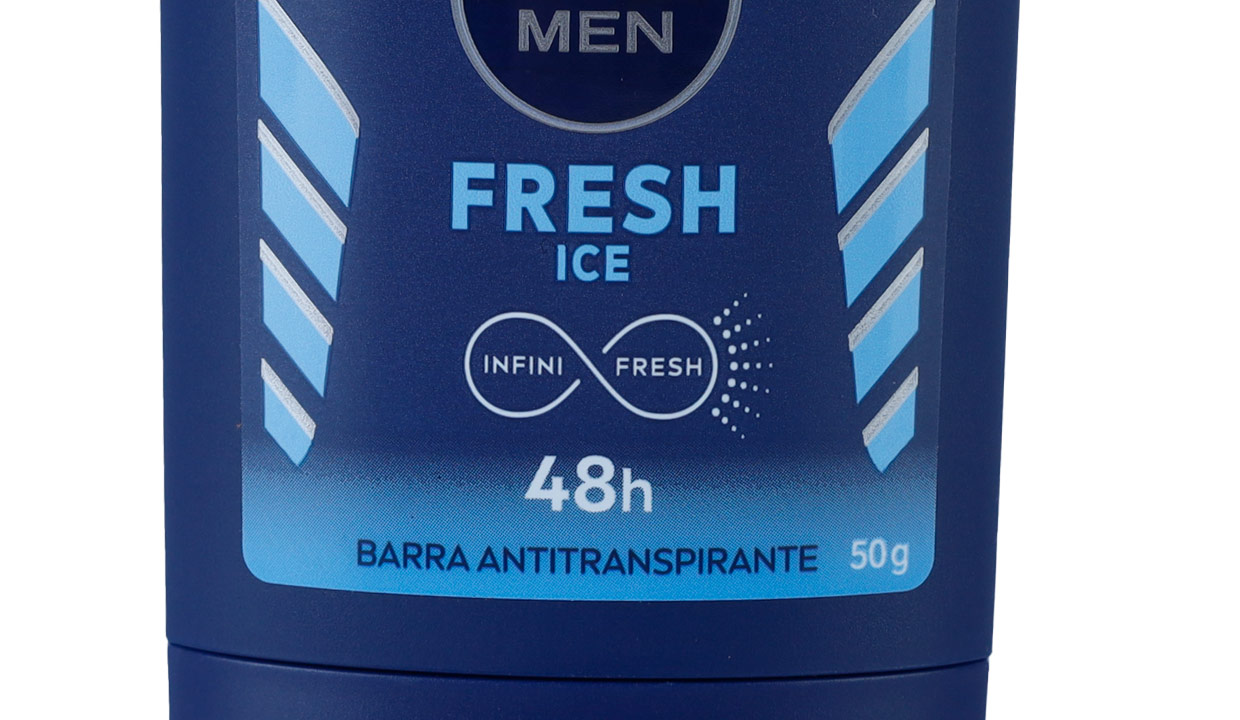 MEN
FRESH
ICE
INFINI FRESH
48h
BARRA ANTITRANSPIRANTE 50g